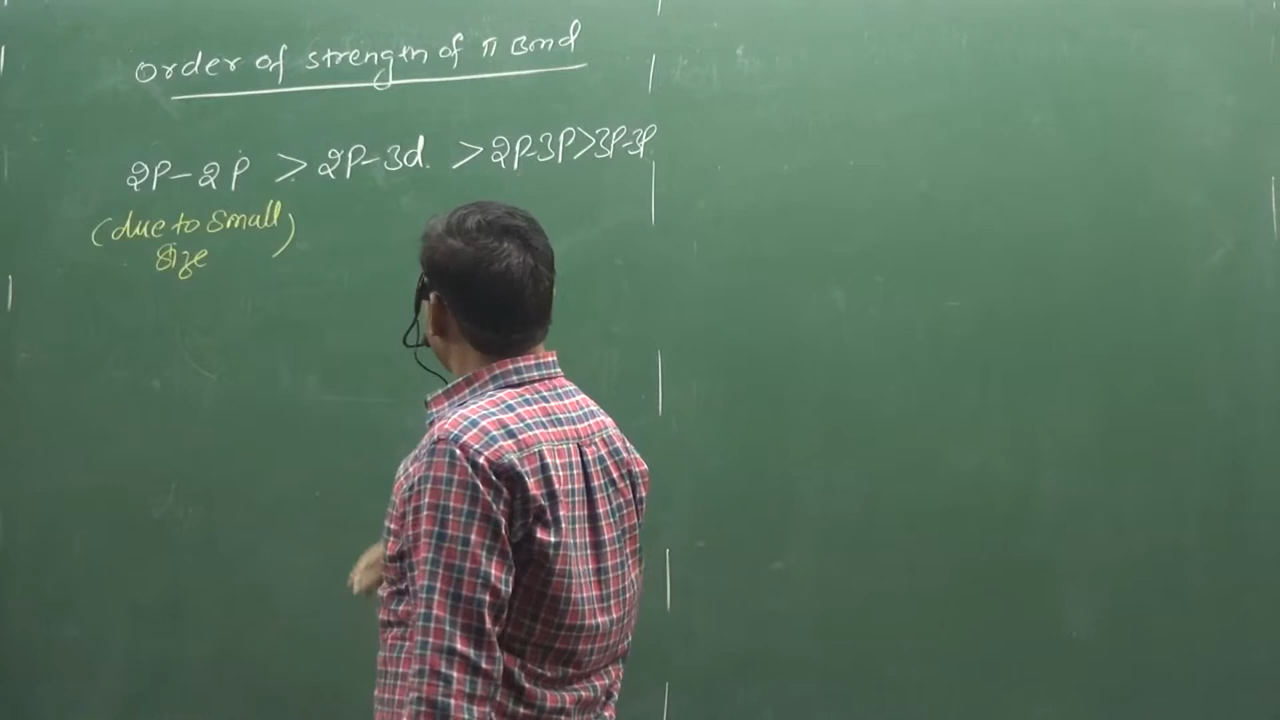 Order of strength of π Bond
2P-2P > 2P-3d > 2P-3P > 3P-3P
(due to small)
size